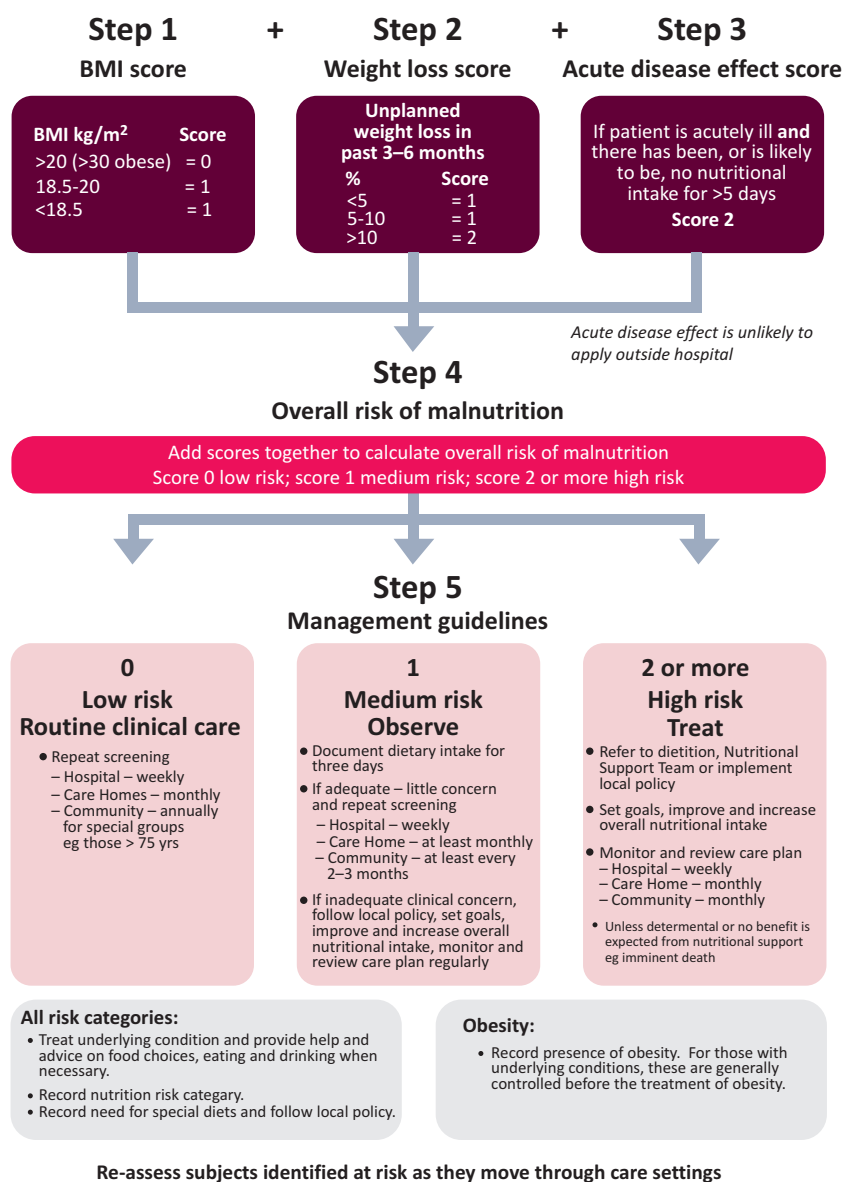 Step 1 + Step 2 + Step 3
BMI score
Weight loss score
Acute disease effect score
BMI kg/m² Score
>20 (>30 obese) = 0
18.5-20 = 1
<18.5 = 1
Unplanned
weight loss in
past 3–6 months
% Score
<5 = 1
5-10 = 1
>10 = 2
If patient is acutely ill and
there has been, or is likely
to be, no nutritional
intake for >5 days
Score 2
Acute disease effect is unlikely to
apply outside hospital
Step 4
Overall risk of malnutrition
Add scores together to calculate overall risk of malnutrition
Score 0 low risk; score 1 medium risk; score 2 or more high risk
Step 5
Management guidelines
0
Low risk
Routine clinical care
• Repeat screening
– Hospital – weekly
– Care Homes – monthly
– Community – annually
for special groups
eg those > 75 yrs
1
Medium risk
Observe
• Document dietary intake for
three days
• If adequate – little concern
and repeat screening
– Hospital – weekly
– Care Home – at least monthly
– Community – at least every
2–3 months
• If inadequate clinical concern,
follow local policy, set goals,
improve and increase overall
nutritional intake, monitor and
review care plan regularly
2 or more
High risk
Treat
• Refer to dietition, Nutritional
Support Team or implement
local policy
• Set goals, improve and increase
overall nutritional intake
• Monitor and review care plan
– Hospital – weekly
– Care Home – monthly
– Community – monthly
• Unless determental or no benefit is
expected from nutritional support
eg imminent death
All risk categories:
• Treat underlying condition and provide help and
advice on food choices, eating and drinking when
necessary.
• Record nutrition risk categary.
• Record need for special diets and follow local policy.
Obesity:
• Record presence of obesity. For those with
underlying conditions, these are generally
controlled before the treatment of obesity.
Re-assess subjects identified at risk as they move through care settings